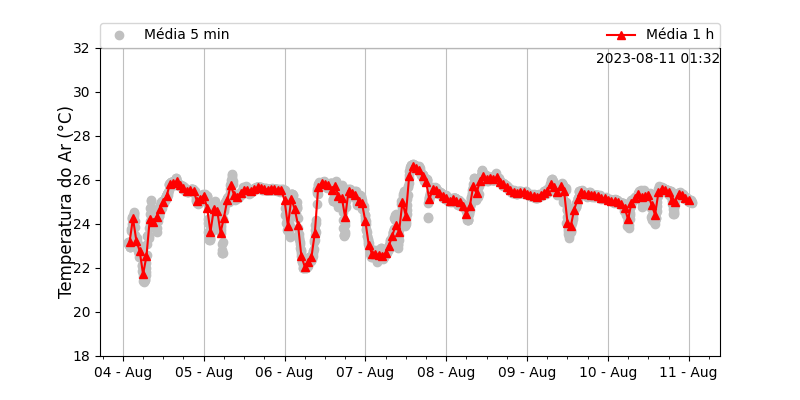 Média 5 min
Média 1 h
2023-08-11 01:32
Temperatura do Ar (°C)
32
30
28
26
24
22
20
18
04 - Aug
05 - Aug
06 - Aug
07 - Aug
08 - Aug
09 - Aug
10 - Aug
11 - Aug